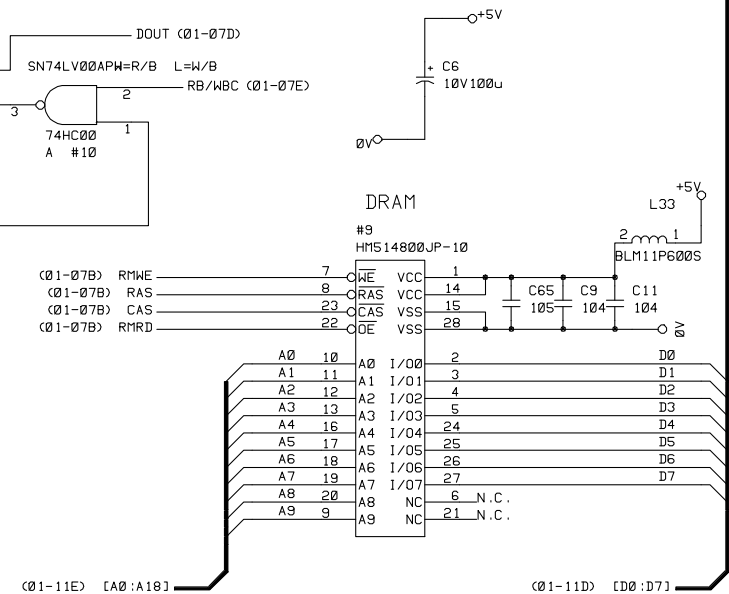 DOUT (01-07D)
+5V
SN74LV00APW=R/B L=W/B
C6
+
10V100u
2
RB/WBC (01-07E)
3
1
74HC00
A #10
0V
DRAM
+5V
L33
#9
HM514800JP-10
2 1
BLM11P600S
(01-07B) RMWE 7 WE VCC 1
(01-07B) RAS 8 RAS VCC 14
C65 C9 C11
(01-07B) CAS 23 CAS VSS 15
105 104 104
(01-07B) RMRD 22 OE VSS 28
0V
A0 10 A0 I/O0 2 D0
A1 11 A1 I/O1 3 D1
A2 12 A2 I/O2 4 D2
A3 13 A3 I/O3 5 D3
A4 16 A4 I/O4 24 D4
A5 17 A5 I/O5 25 D5
A6 18 A6 I/O6 26 D6
A7 19 A7 I/O7 27 D7
A8 20 A8 NC 6 N.C.
A9 9 A9 NC 21 N.C.
(01-11E) [A0:A18]
(01-11D) [D0:D7]